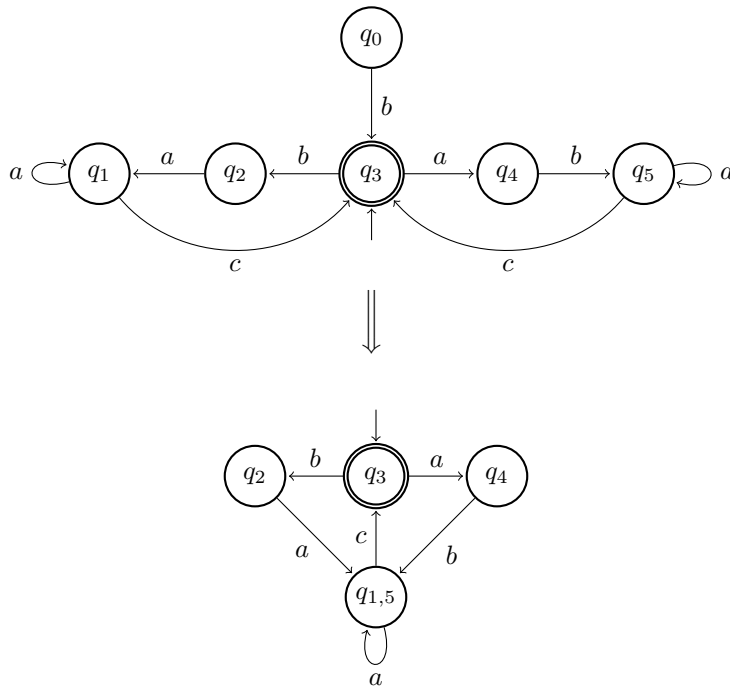 q₀
b
a q₁ a q₂ b q₃ a q₄ b q₅ a
c c
⇓
q₂ b q₃ a q₄
a c b
q₁,₅
a